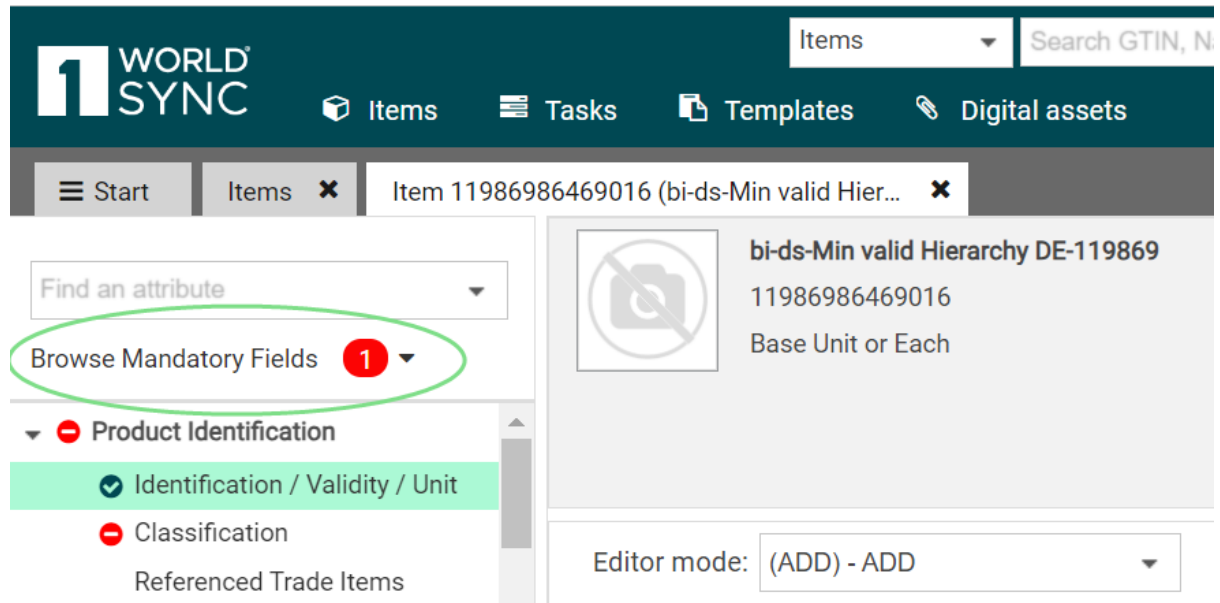 1 WORLD
SYNC
Items
Search GTIN, N
Items
Tasks
Templates
Digital assets
Start
Items
Item 11986986469016 (bi-ds-Min valid Hier...
Find an attribute
Browse Mandatory Fields 1
Product Identification
Identification / Validity / Unit
Classification
Referenced Trade Items
bi-ds-Min valid Hierarchy DE-119869
11986986469016
Base Unit or Each
Editor mode: (ADD) - ADD